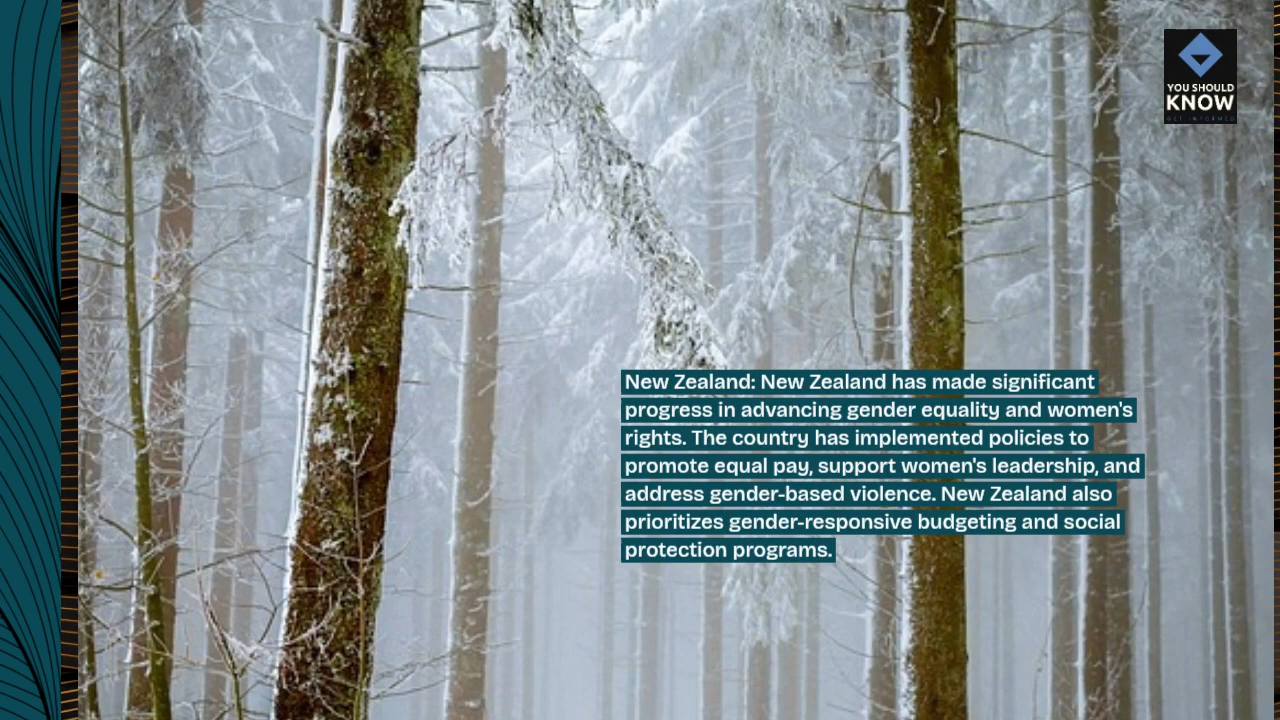 YOU SHOULD
KNOW
GET INFORMED
New Zealand: New Zealand has made significant
progress in advancing gender equality and women's
rights. The country has implemented policies to
promote equal pay, support women's leadership, and
address gender-based violence. New Zealand also
prioritizes gender-responsive budgeting and social
protection programs.